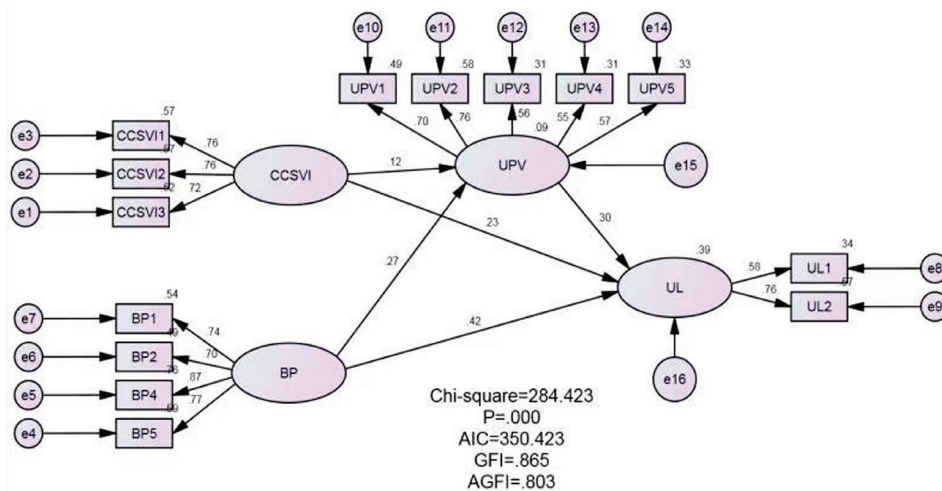 e10 e11 e12 e13 e14
.49 .58 .31 .31 .33
UPV1 UPV2 UPV3 UPV4 UPV5
.70 .76 .56 .55 .57
.09
UPV
e15
.57
e3 CCSVI1
.76
e2 CCSVI2
.76
e1 CCSVI3
.72
CCSVI
.12
.23
.30
.27
.42
.39
UL
.58
.76
.34
UL1 e8
UL2 e9
e16
.54
e7 BP1
.74
e6 BP2
.70
e5 BP4
.87
e4 BP5
.77
BP
Chi-square=284.423
P=.000
AIC=350.423
GFI=.865
AGFI=.803